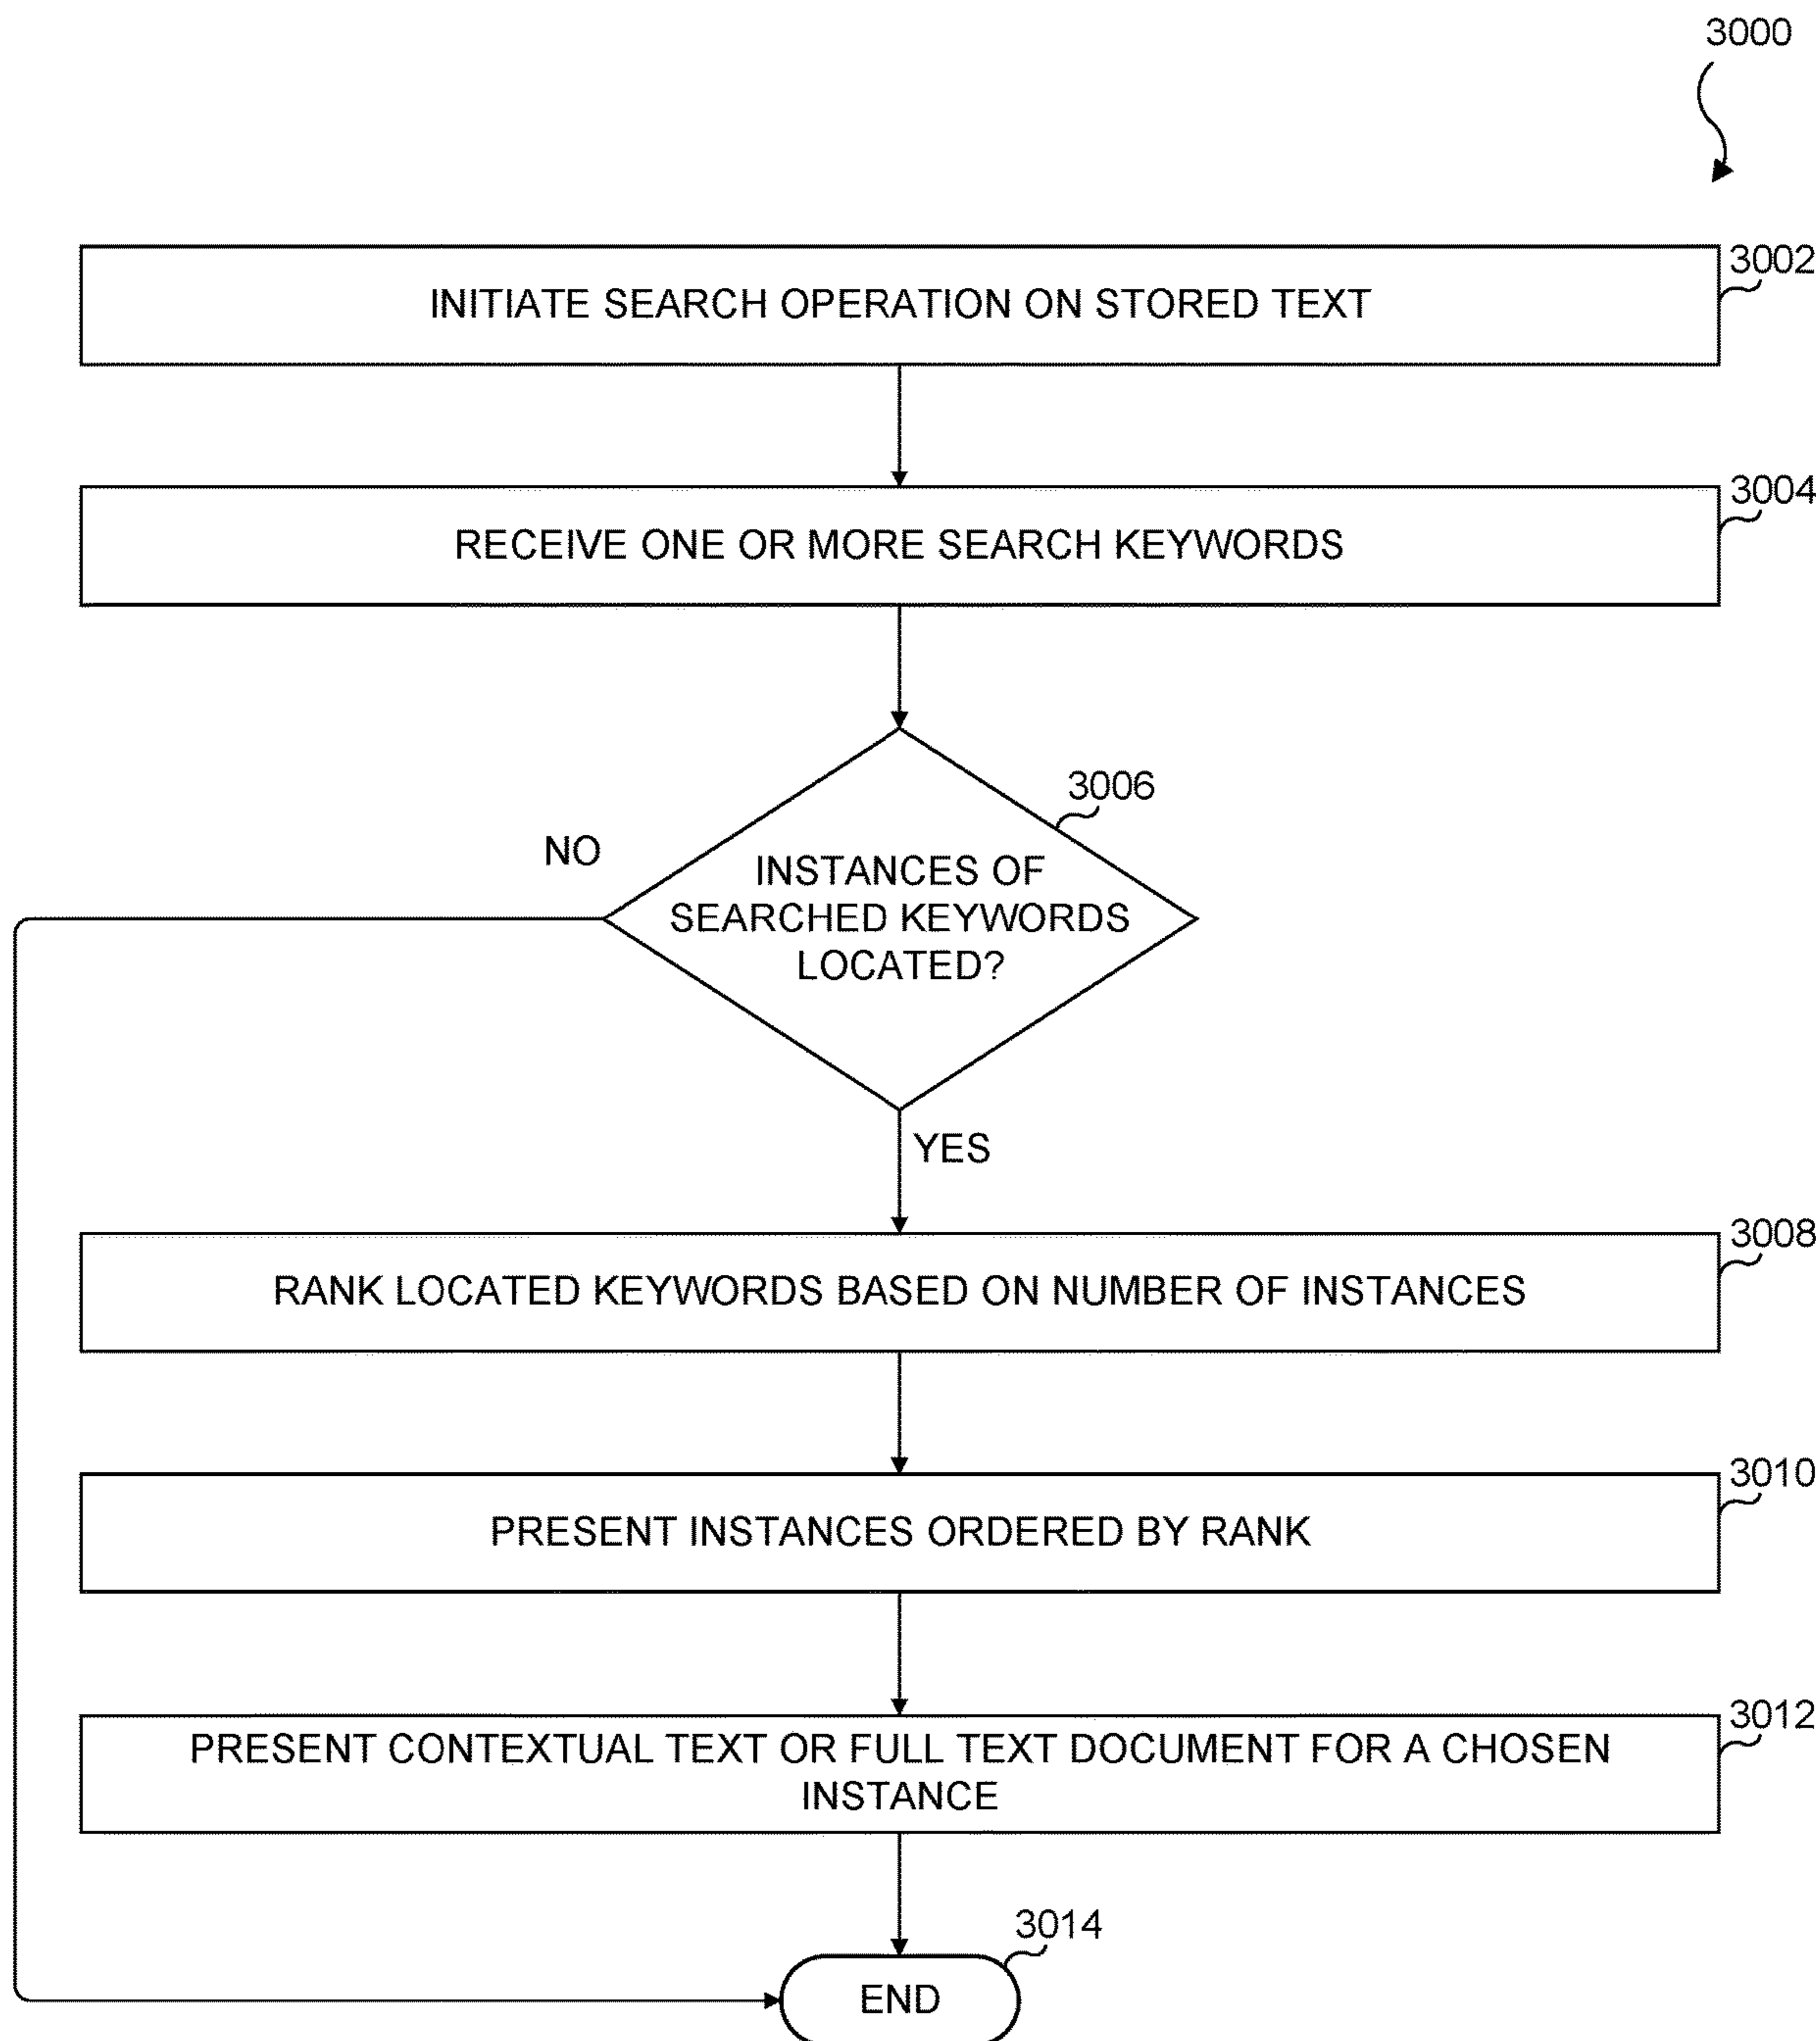 3000
3002
INITIATE SEARCH OPERATION ON STORED TEXT
3004
RECEIVE ONE OR MORE SEARCH KEYWORDS
3006
NO
INSTANCES OF
SEARCHED KEYWORDS
LOCATED?
YES
3008
RANK LOCATED KEYWORDS BASED ON NUMBER OF INSTANCES
3010
PRESENT INSTANCES ORDERED BY RANK
3012
PRESENT CONTEXTUAL TEXT OR FULL TEXT DOCUMENT FOR A CHOSEN
INSTANCE
3014
END